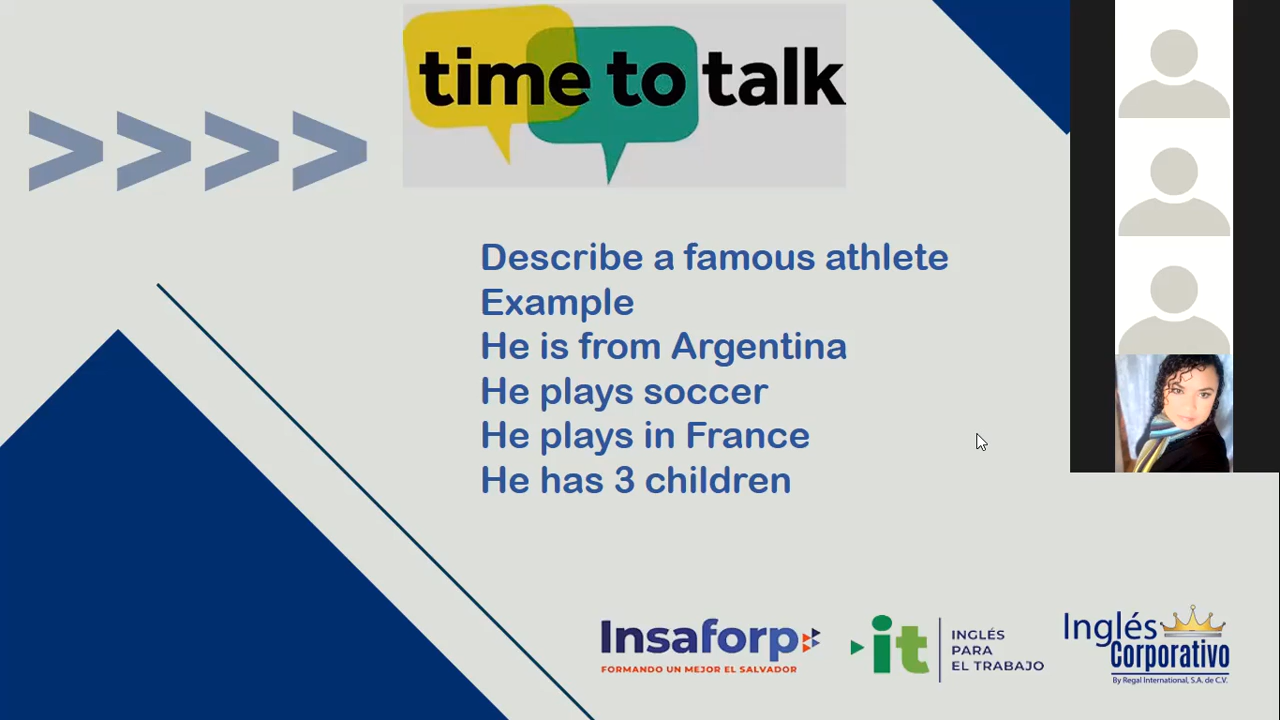 time to talk
>>>>
Describe a famous athlete
Example
He is from Argentina
He plays soccer
He plays in France
He has 3 children
Insaforp
FORMANDO UN MEJOR EL SALVADOR
it
INGLÉS
PARA
EL TRABAJO
Inglés
Corporativo
By Regal International, S.A. de C.V.